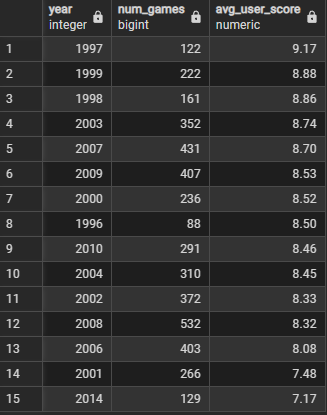 year num_games avg_user_score
integer bigint numeric
1 1997 122 9.17
2 1999 222 8.88
3 1998 161 8.86
4 2003 352 8.74
5 2007 431 8.70
6 2009 407 8.53
7 2000 236 8.52
8 1996 88 8.50
9 2010 291 8.46
10 2004 310 8.45
11 2002 372 8.33
12 2008 532 8.32
13 2006 403 8.08
14 2001 266 7.48
15 2014 129 7.17